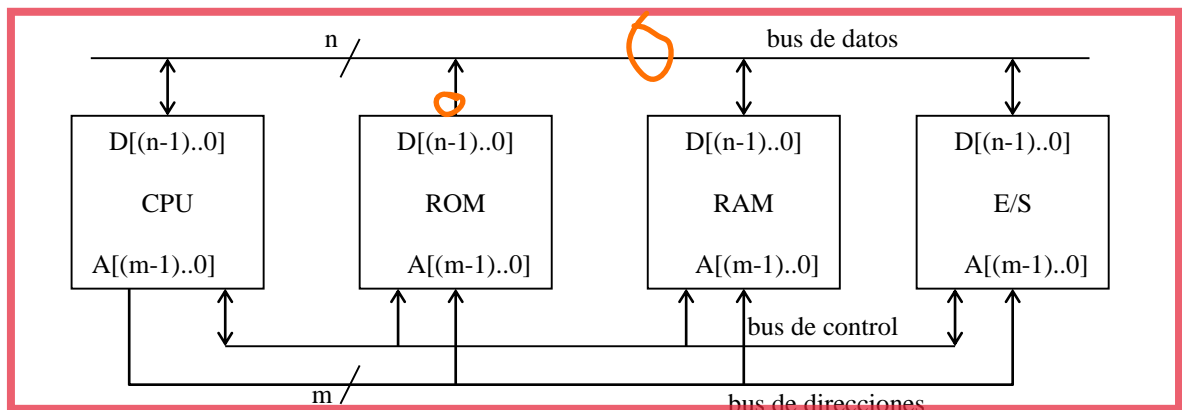 n bus de datos
D[(n-1)..0] D[(n-1)..0] D[(n-1)..0] D[(n-1)..0]
CPU ROM RAM E/S
A[(m-1)..0] A[(m-1)..0] A[(m-1)..0] A[(m-1)..0]
bus de control
m bus de direcciones